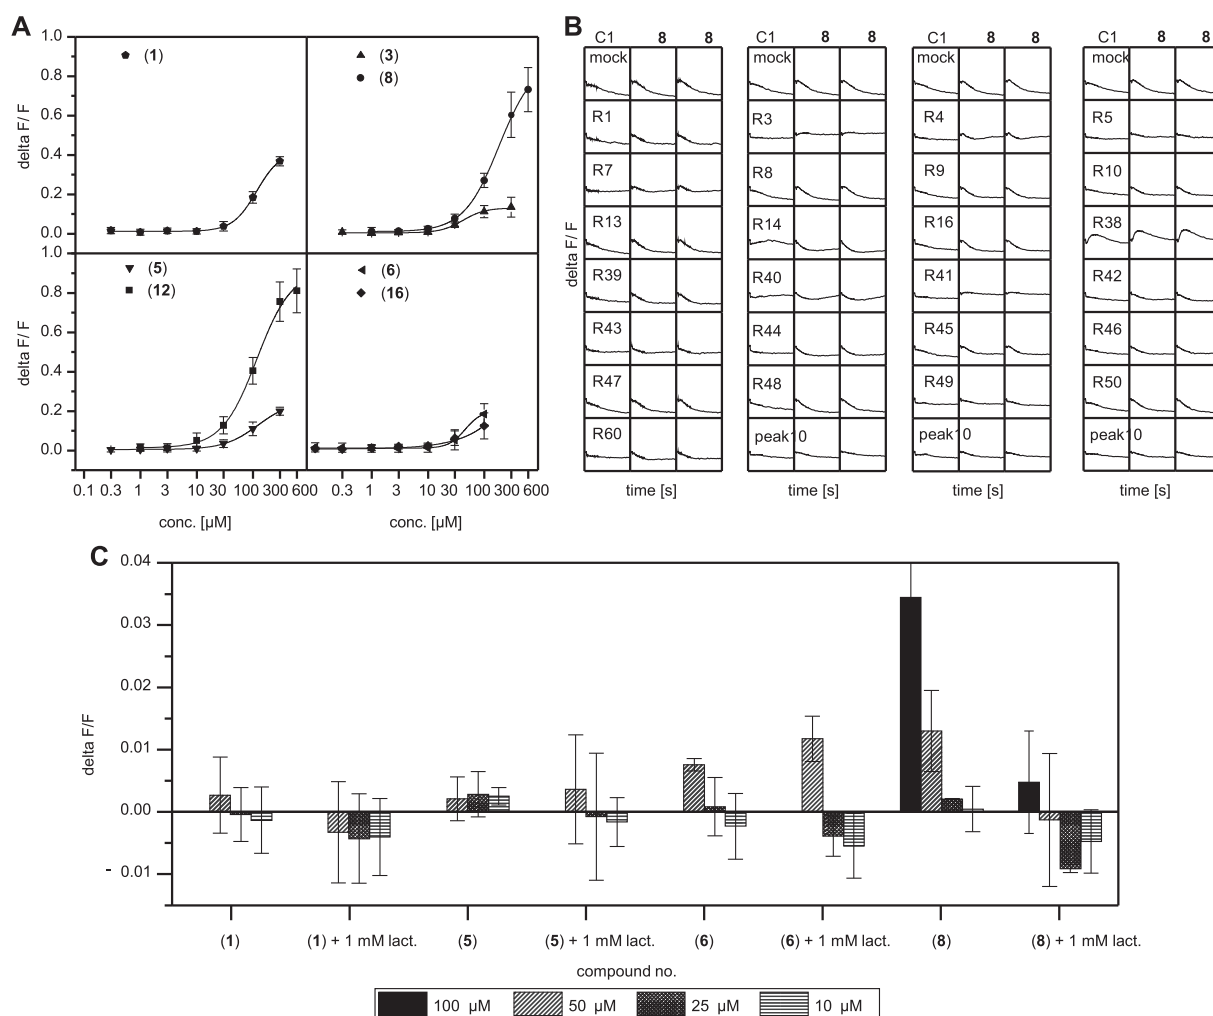 A
1.0
0.8
0.6
0.4
0.2
0.0
delta F/ F
(1)
(3)
(8)
1.0
0.8
0.6
0.4
0.2
0.0
delta F/ F
(5)
(12)
(6)
(16)
0.1 0.3 1 3 10 30 100 300 600
0.3 1 3 10 30 100 300 600
conc. [µM]
conc. [µM]
B
C1 8 8
C1 8 8
C1 8 8
C1 8 8
mock
mock
mock
mock
R1
R3
R4
R5
R7
R8
R9
R10
R13
R14
R16
R38
R39
R40
R41
R42
R43
R44
R45
R46
R47
R48
R49
R50
R60
peak10
peak10
peak10
delta F/ F
time [s]
time [s]
time [s]
time [s]
C
0.04
0.03
0.02
0.01
0.00
-
0.01
delta F/F
(1)
(1) + 1 mM lact.
(5)
(5) + 1 mM lact.
(6)
(6) + 1 mM lact.
(8)
(8) + 1 mM lact.
compound no.
100 µM
50 µM
25 µM
10 µM